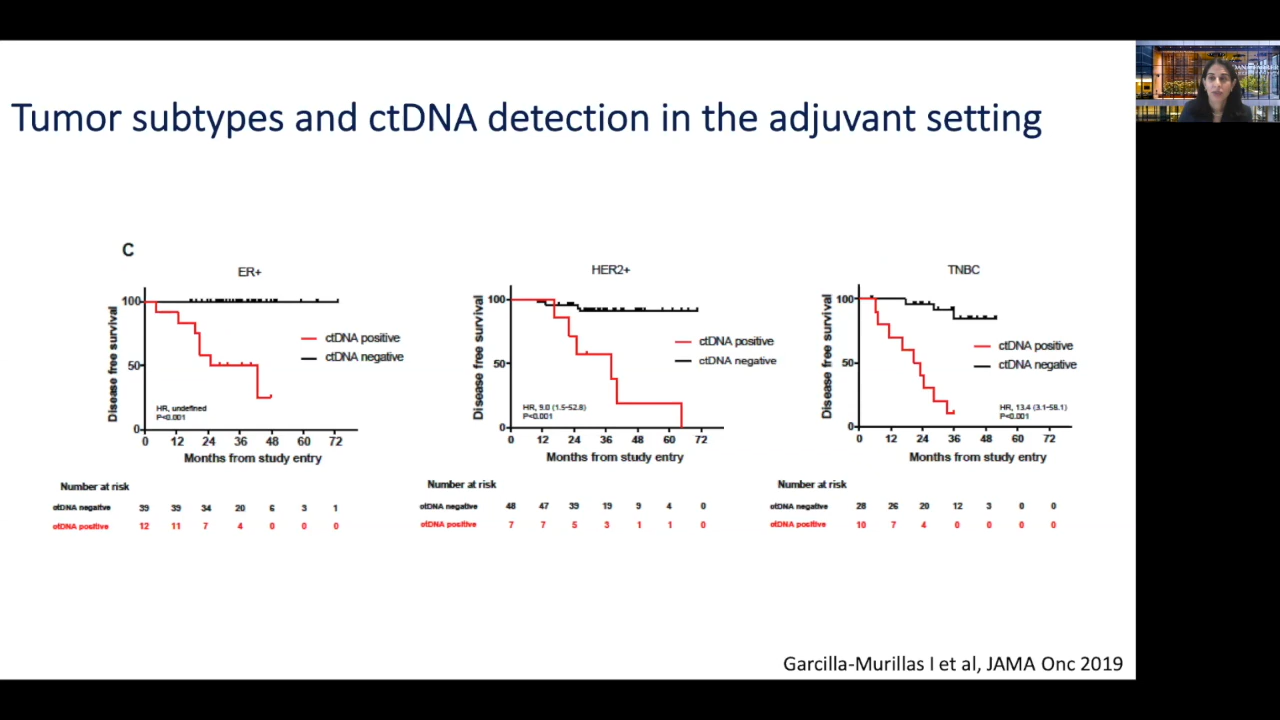 Tumor subtypes and ctDNA detection in the adjuvant setting
C
ER+
Disease free survival
100
50
0
ctDNA positive
ctDNA negative
HR, undefined
P<0.001
0 12 24 36 48 60 72
Months from study entry
Number at risk
ctDNA negative 39 39 34 20 6 3 1
ctDNA positive 12 11 7 4 0 0 0
HER2+
Disease free survival
100
50
0
ctDNA positive
ctDNA negative
HR, 9.0 (1.5-52.8)
P<0.001
0 12 24 36 48 60 72
Months from study entry
Number at risk
ctDNA negative 48 47 39 19 9 4 0
ctDNA positive 7 7 5 3 1 1 0
TNBC
Disease free survival
100
50
0
ctDNA positive
ctDNA negative
HR, 13.4 (3.1-58.1)
P<0.001
0 12 24 36 48 60 72
Months from study entry
Number at risk
ctDNA negative 28 26 20 12 3 0 0
ctDNA positive 10 7 4 0 0 0 0
Garcilla-Murillas I et al, JAMA Onc 2019